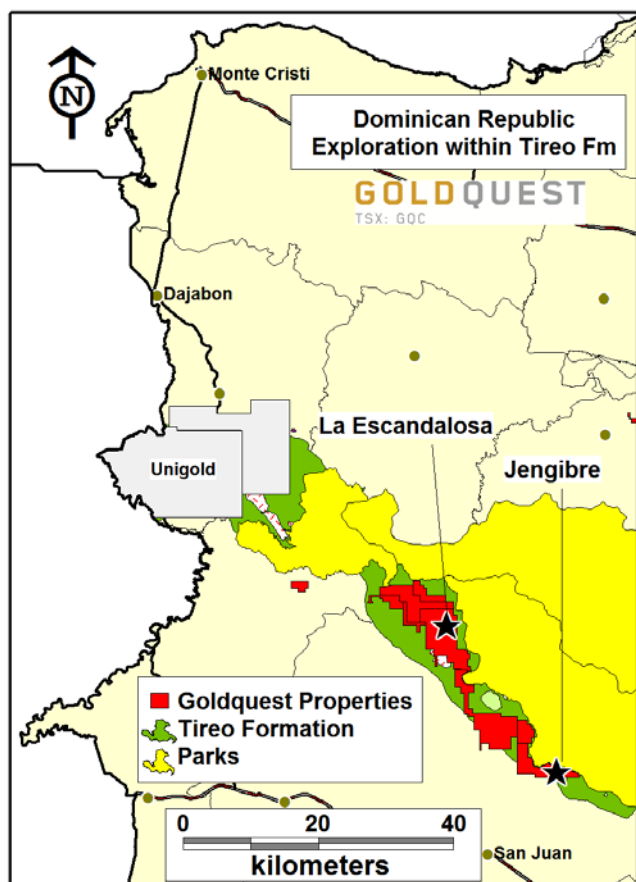 N
Monte Cristi
Dominican Republic
Exploration within Tireo Fm
GOLDQUEST
TSX: GQC
Dajabon
La Escandalosa
Jengibre
Unigold
Goldquest Properties
Tireo Formation
Parks
0 20 40
kilometers
San Juan